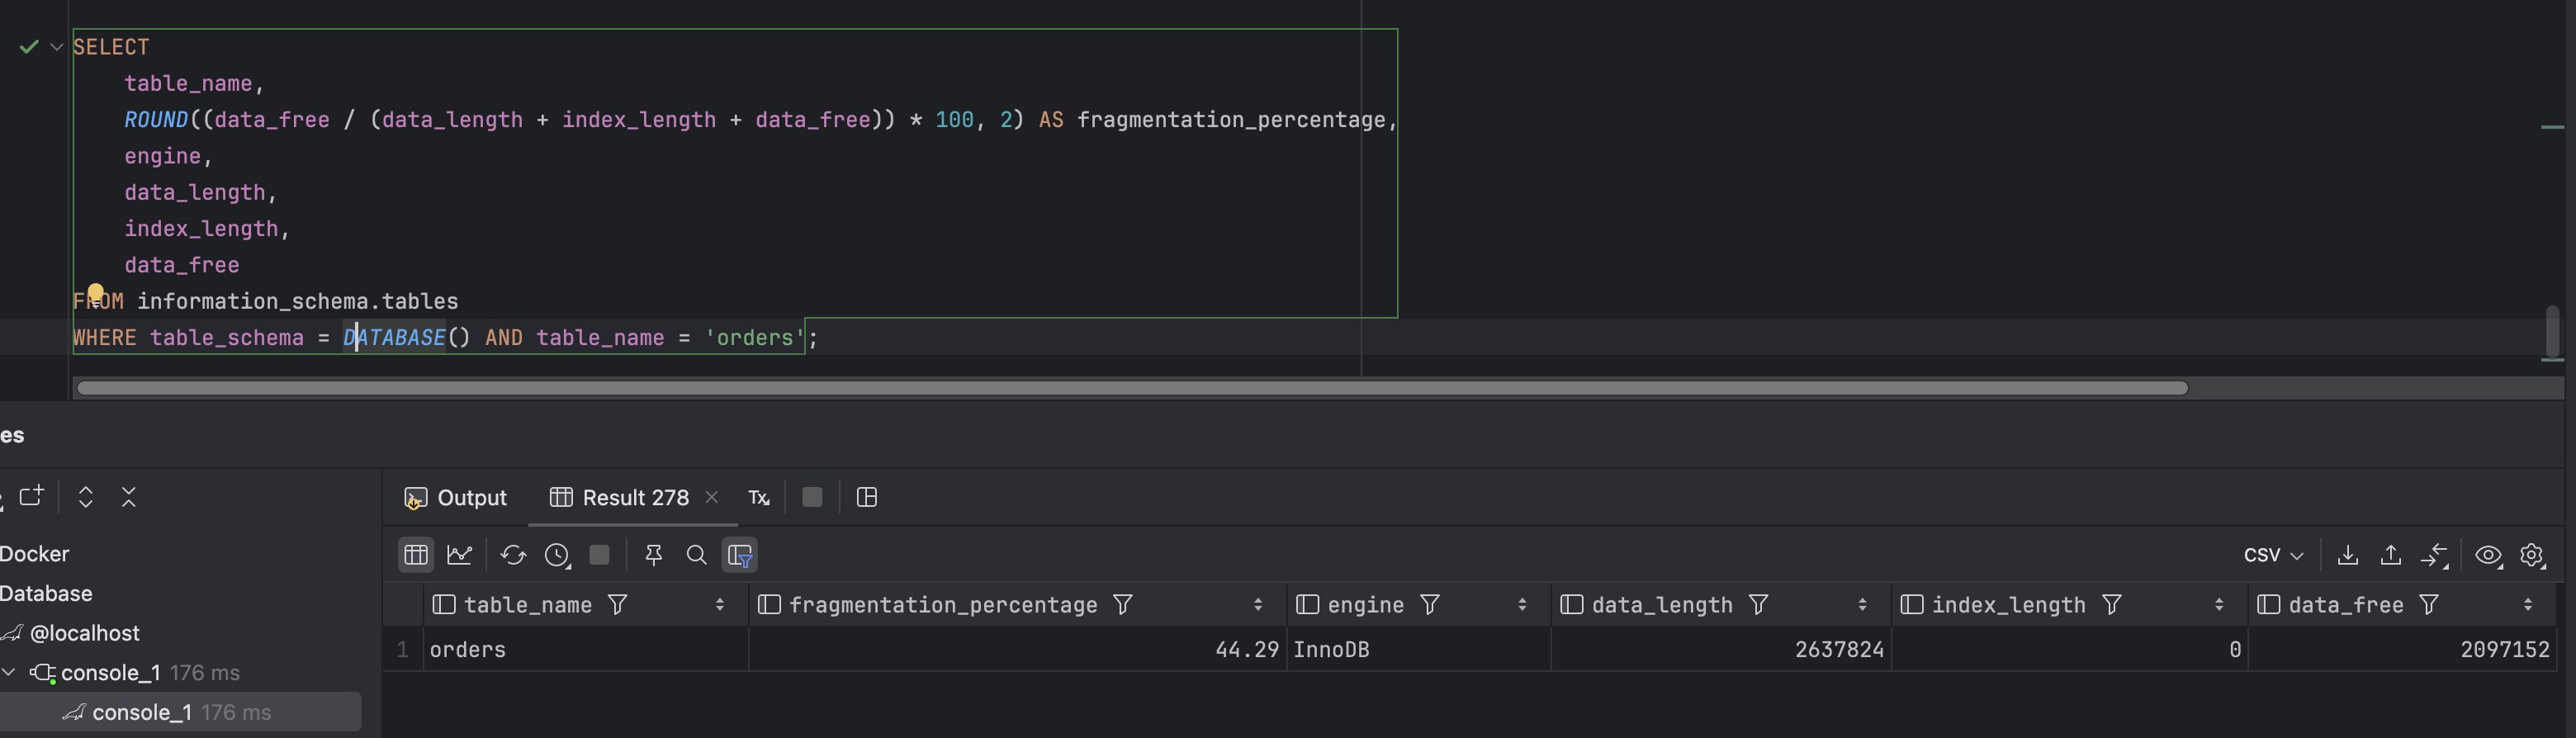 SELECT
table_name,
ROUND((data_free / (data_length + index_length + data_free)) * 100, 2) AS fragmentation_percentage,
engine,
data_length,
index_length,
data_free
FROM information_schema.tables
WHERE table_schema = DATABASE() AND table_name = 'orders';
es
Output Result 278 Tx
Docker
Database
@localhost
console_1 176 ms
console_1 176 ms
CSV
table_name fragmentation_percentage engine data_length index_length data_free
1 orders 44.29 InnoDB 2637824 0 2097152